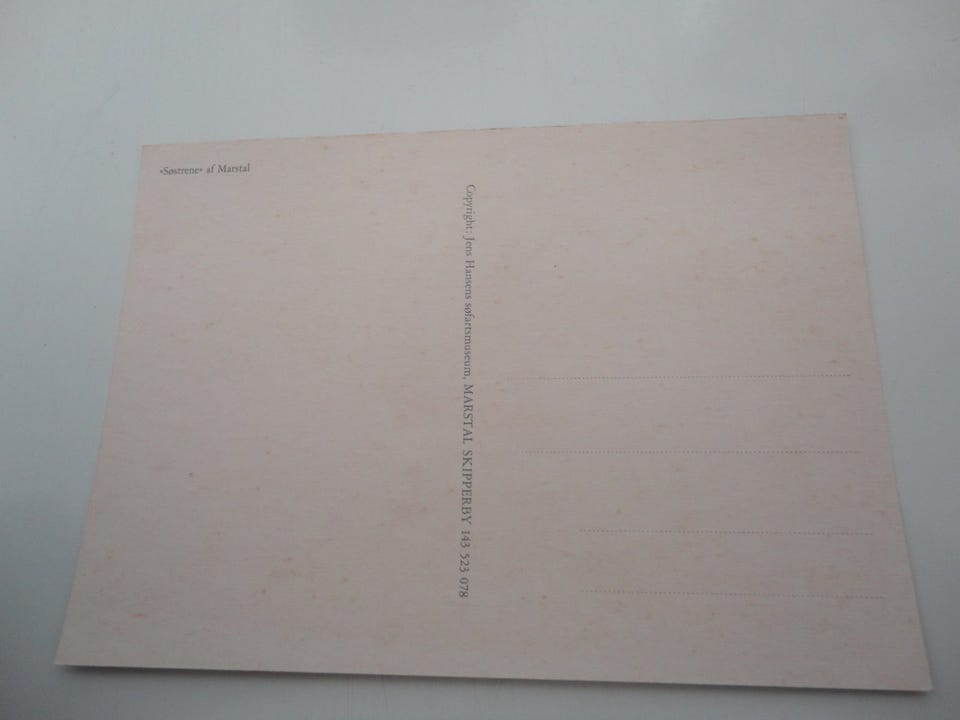 »Søstrene« af Marstal
Copyright: Jens Hansens søfartsmuseum, MARSTAL SKIPPERBY 143 523 078